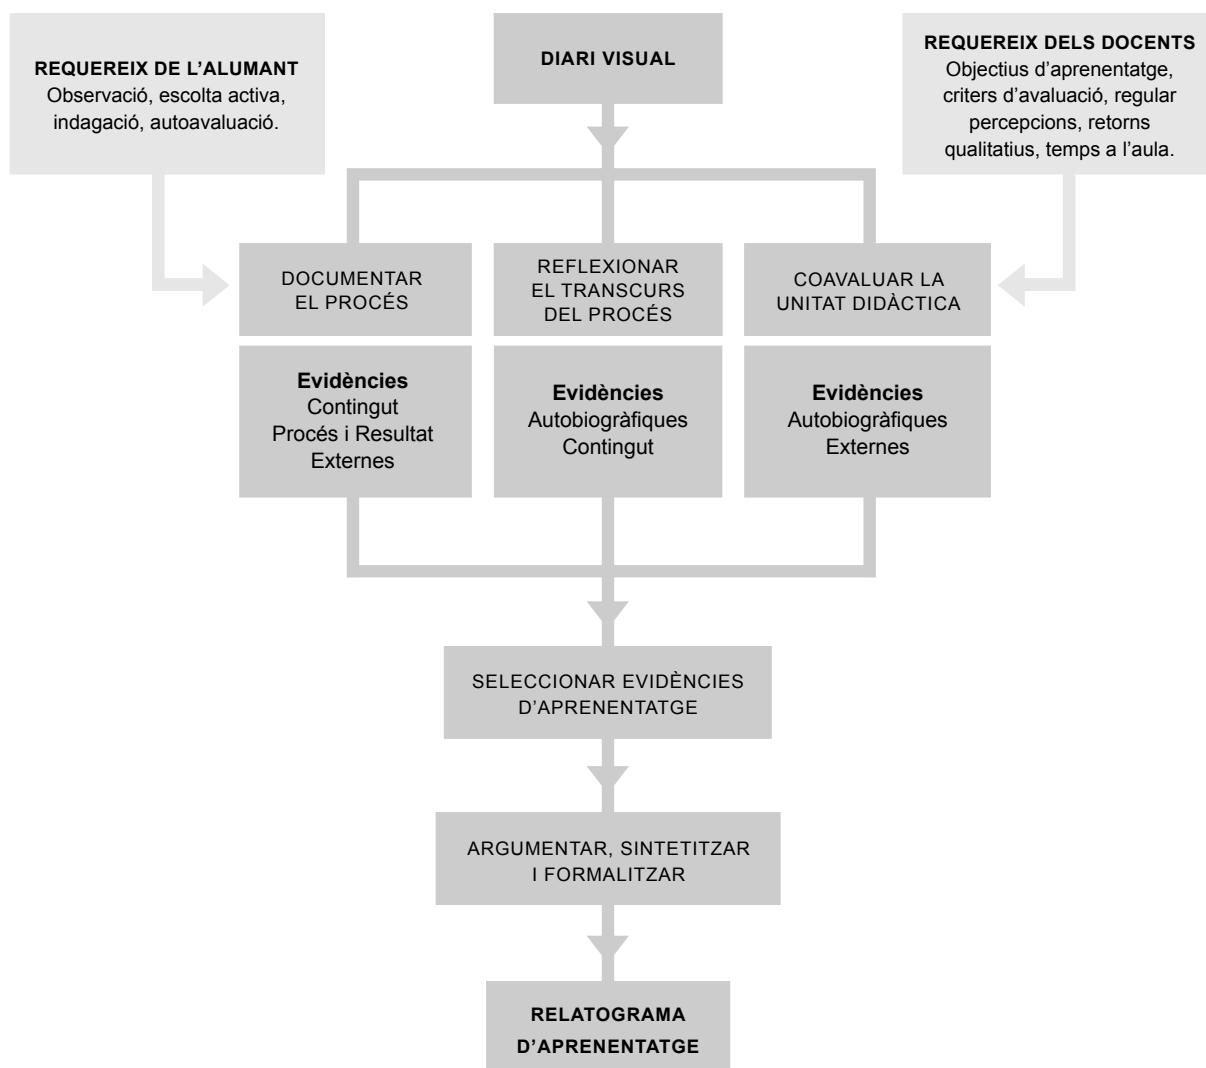 REQUEREIX DE L’ALUMANT
Observació, escolta activa,
indagació, autoavaluació.
DIARI VISUAL
REQUEREIX DELS DOCENTS
Objectius d’aprenentatge,
criters d’avaluació, regular
percepcions, retorns
qualitatius, temps a l’aula.
DOCUMENTAR
EL PROCÉS
REFLEXIONAR
EL TRANSCURS
DEL PROCÉS
COAVALUAR LA
UNITAT DIDÀCTICA
Evidències
Contingut
Procés i Resultat
Externes
Evidències
Autobiogràfiques
Contingut
Evidències
Autobiogràfiques
Externes
SELECCIONAR EVIDÈNCIES
D’APRENENTATGE
ARGUMENTAR, SINTETITZAR
I FORMALITZAR
RELATOGRAMA
D’APRENENTATGE